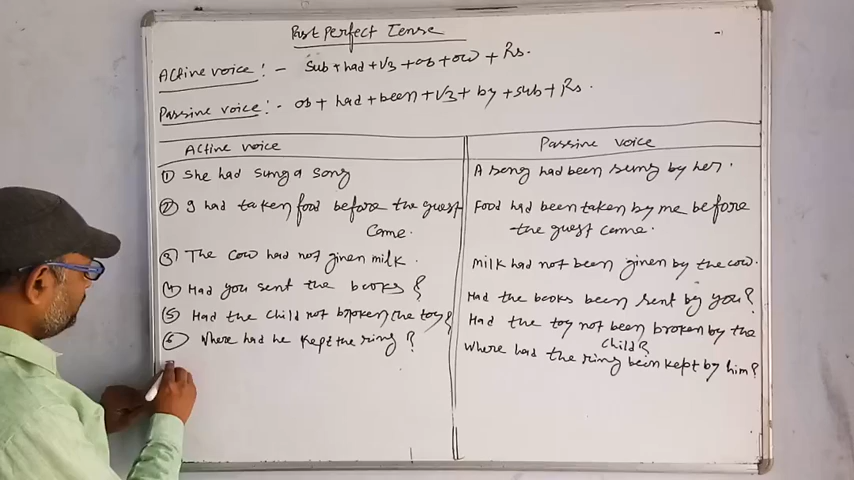 Past Perfect Tense
Active voice :- Sub + had + V3 + ob + ow + Rs.
Passive voice :- ob + had + been + V3 + by + sub + Rs.
Active voice
Passive voice
① She had sung a song
A song had been sung by her.
② I had taken food before the guest
came.
Food had been taken by me before
the guest came.
③ The cow had not given milk.
Milk had not been given by the cow.
④ Had you sent the books ?
Had the books been sent by you?
⑤ Had the child not broken the toy?
Had the toy not been broken by the
child?
⑥ Where had he kept the ring ?
Where had the ring been kept by him?